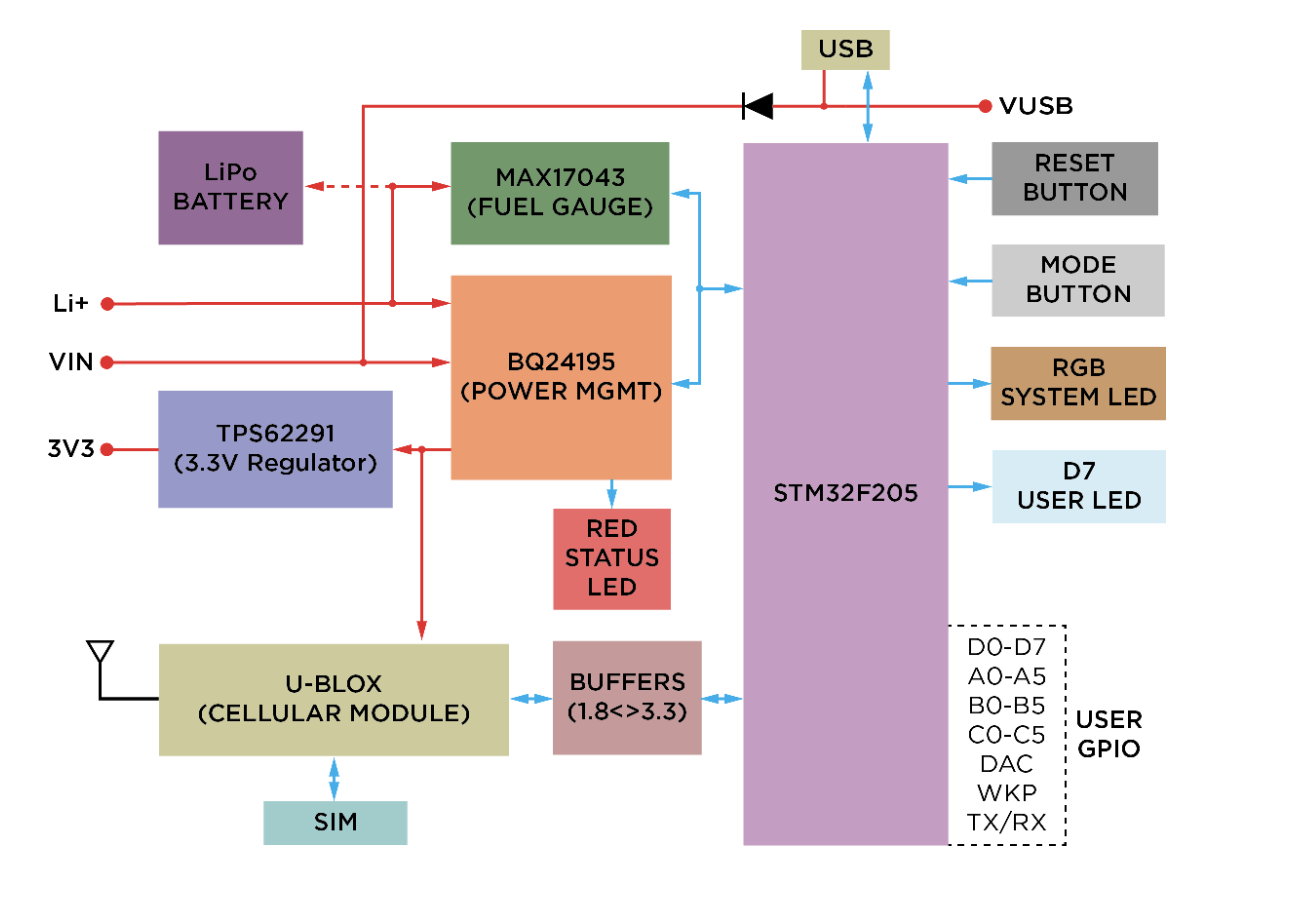 USB
VUSB
LiPo
BATTERY
MAX17043
(FUEL GAUGE)
RESET
BUTTON
MODE
BUTTON
Li+
VIN
BQ24195
(POWER MGMT)
RGB
SYSTEM LED
3V3
TPS62291
(3.3V Regulator)
STM32F205
D7
USER LED
RED
STATUS
LED
U-BLOX
(CELLULAR MODULE)
BUFFERS
(1.8<>3.3)
D0-D7
A0-A5
B0-B5
C0-C5
DAC
WKP
TX/RX
USER
GPIO
SIM